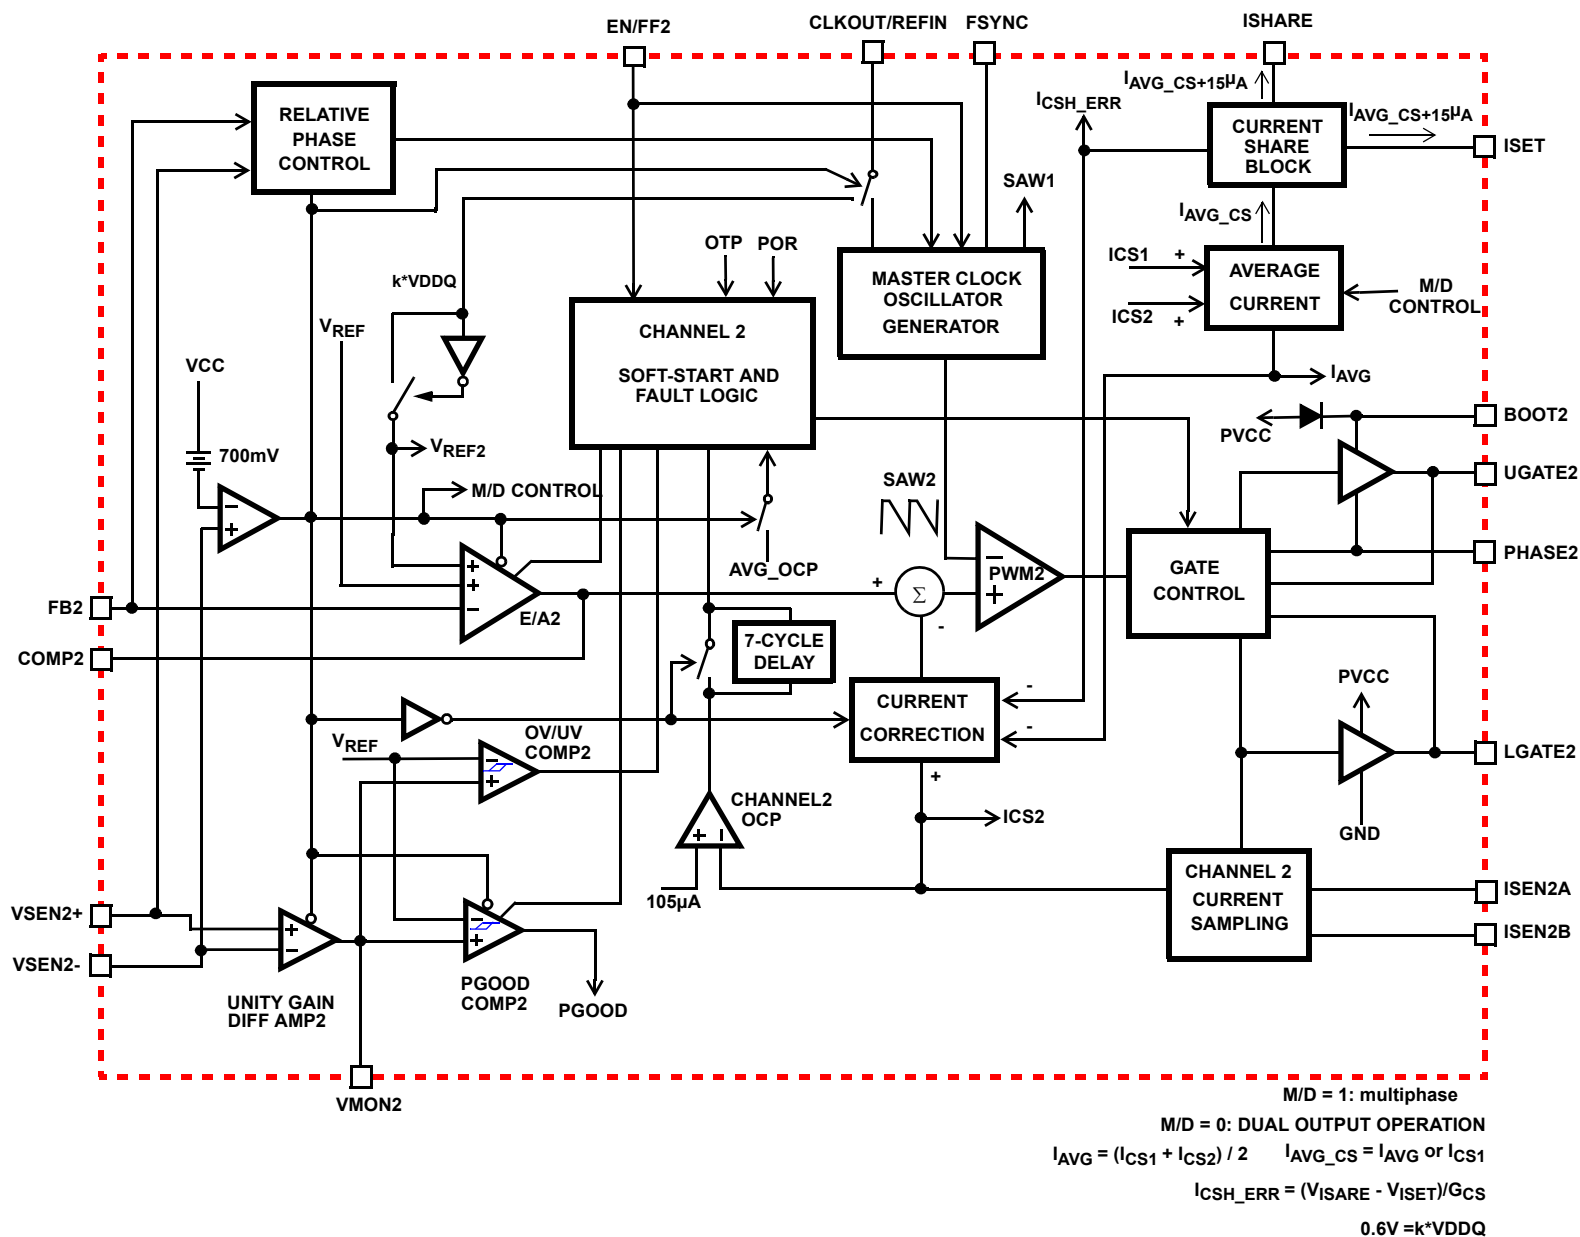 EN/FF2
CLKOUT/REFIN
FSYNC
ISHARE
IAVG_CS+15µA
ICSH_ERR
IAVG_CS+15µA
RELATIVE
PHASE
CONTROL
CURRENT
SHARE
BLOCK
ISET
SAW1
IAVG_CS
OTP
POR
ICS1
+
AVERAGE
CURRENT
M/D
CONTROL
ICS2
+
k*VDDQ
MASTER CLOCK
OSCILLATOR
GENERATOR
VREF
CHANNEL 2
SOFT-START AND
FAULT LOGIC
VCC
IAVG
BOOT2
PVCC
700mV
VREF2
M/D CONTROL
SAW2
UGATE2
−
+
AVG_OCP
−
PWM2
+
PHASE2
GATE
CONTROL
+
+
−
E/A2
+
Σ
-
FB2
COMP2
7-CYCLE
DELAY
CURRENT
CORRECTION
-
-
+
PVCC
VREF
OV/UV
COMP2
−
+
LGATE2
CHANNEL2
OCP
+
−
ICS2
GND
105µA
CHANNEL 2
CURRENT
SAMPLING
ISEN2A
ISEN2B
VSEN2+
VSEN2-
+
−
−
+
UNITY GAIN
DIFF AMP2
PGOOD
COMP2
PGOOD
VMON2
M/D = 1: multiphase
M/D = 0: DUAL OUTPUT OPERATION
IAVG = (ICS1 + ICS2) / 2 IAVG_CS = IAVG or ICS1
ICSH_ERR = (VISARE - VISET)/GCS
0.6V =k*VDDQ